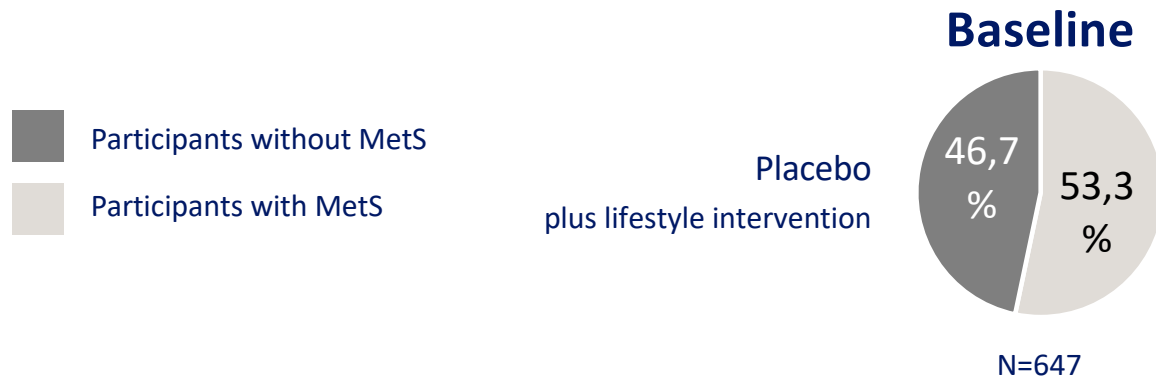 Baseline
Participants without MetS
Participants with MetS
Placebo
plus lifestyle intervention
46,7
%
53,3
%
N=647